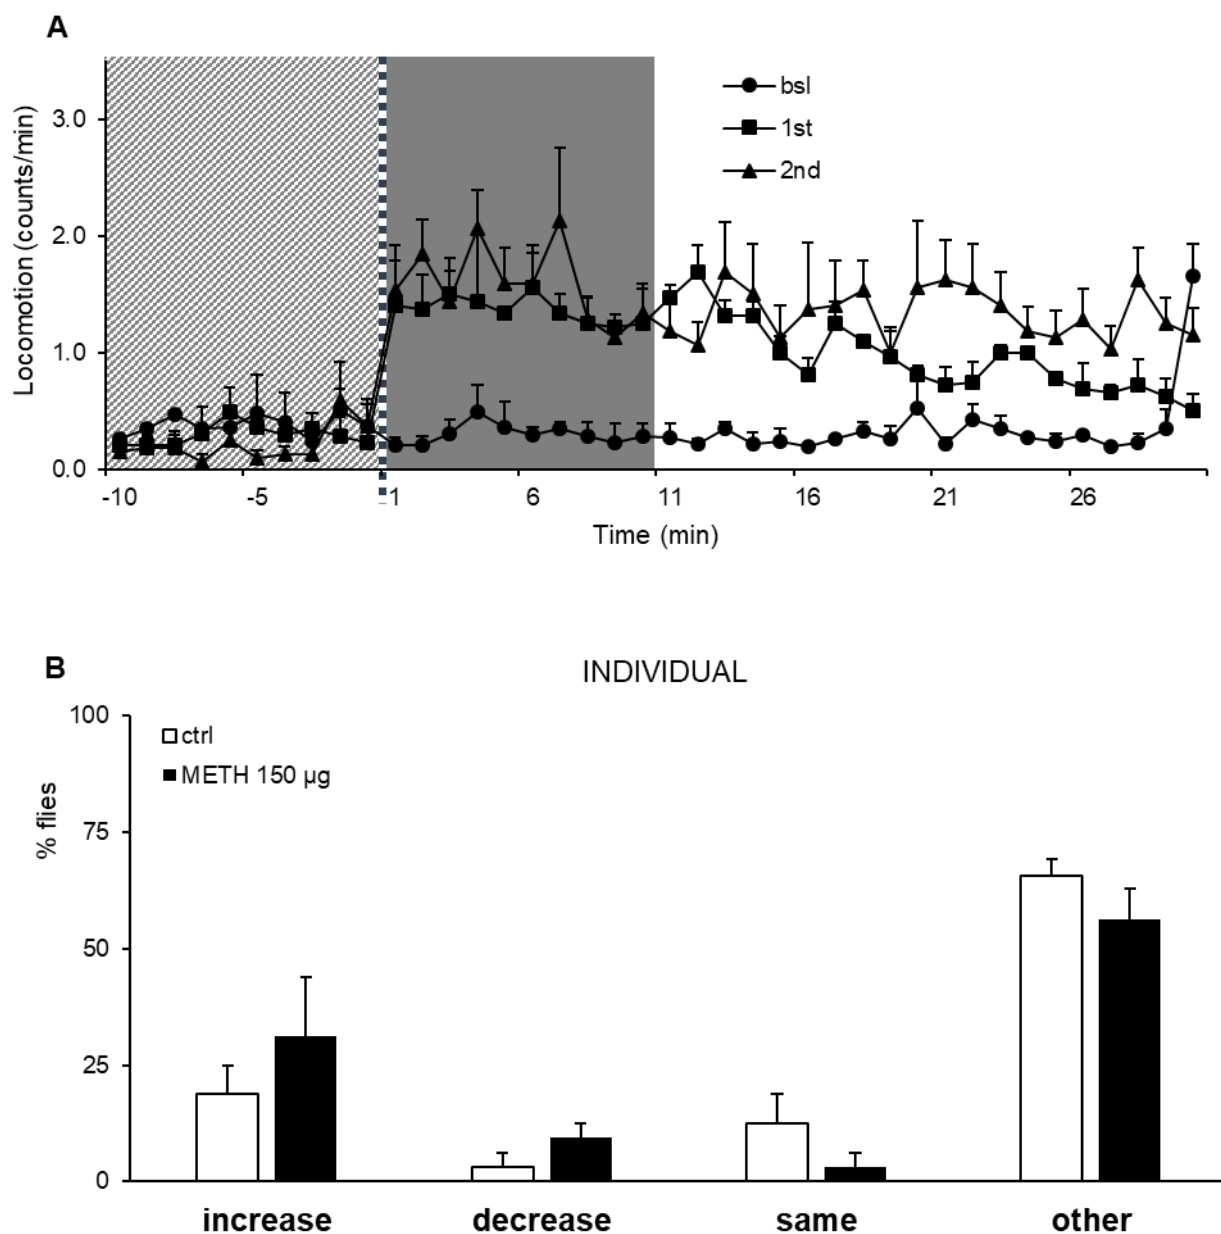 A
Locomotion (counts/min)
3.0
2.0
1.0
0.0
bsl
1st
2nd
-10 -5 1 6 11 16 21 26
Time (min)
B
INDIVIDUAL
% flies
100
75
50
25
0
ctrl
METH 150 µg
increase decrease same other